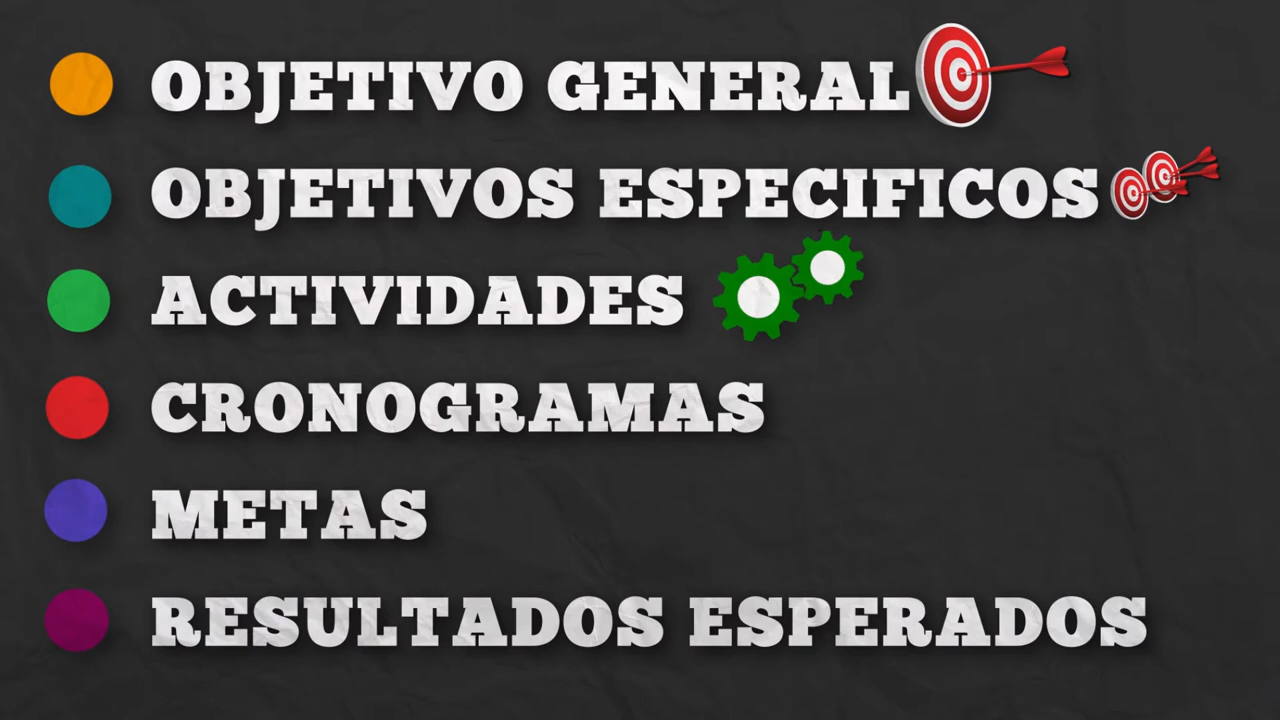 OBJETIVO GENERAL
OBJETIVOS ESPECIFICOS
ACTIVIDADES
CRONOGRAMAS
METAS
RESULTADOS ESPERADOS